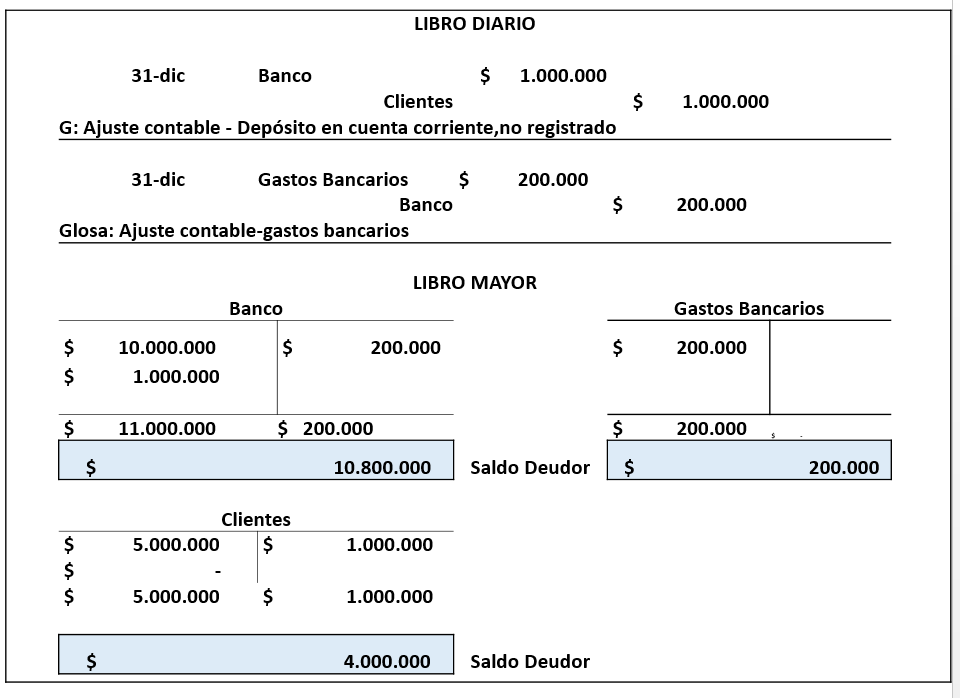 LIBRO DIARIO
31-dic Banco $ 1.000.000
Clientes $ 1.000.000
G: Ajuste contable - Depósito en cuenta corriente,no registrado
31-dic Gastos Bancarios $ 200.000
Banco $ 200.000
Glosa: Ajuste contable-gastos bancarios
LIBRO MAYOR
Banco Gastos Bancarios
$ 10.000.000 $ 200.000 $ 200.000
$ 1.000.000
$ 11.000.000 $ 200.000 $ 200.000 $ -
$ 10.800.000 Saldo Deudor $ 200.000
Clientes
$ 5.000.000 $ 1.000.000
$ -
$ 5.000.000 $ 1.000.000
$ 4.000.000 Saldo Deudor